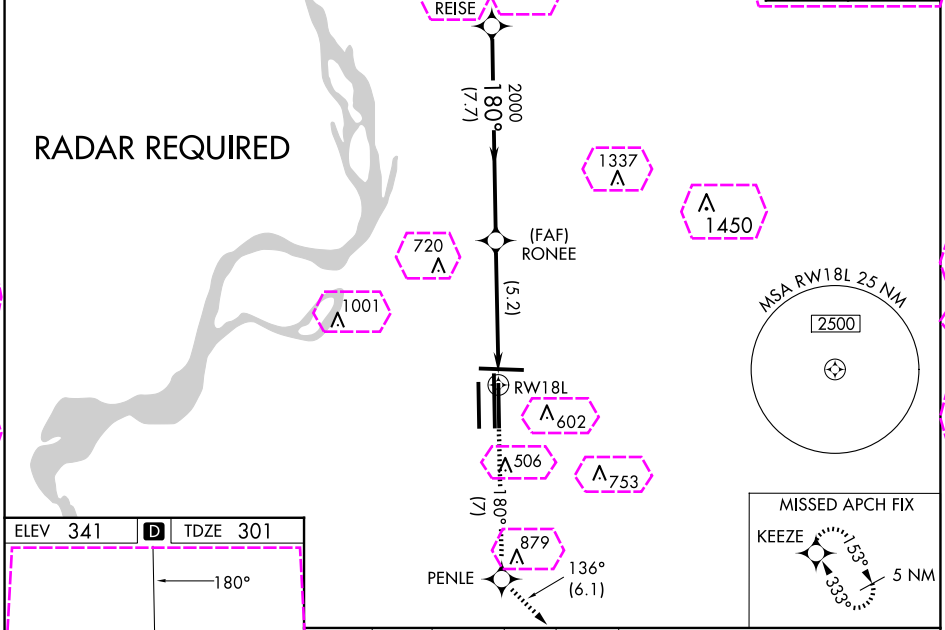 REISE
2000
180°
(7.7)
RADAR REQUIRED
1337
1450
(FAF)
RONEE
720
(5.2)
1001
MSA RW18L 25 NM
2500
RW18L
602
506
753
180°
(7)
879
PENLE
136°
(6.1)
ELEV 341 D TDZE 301
180°
MISSED APCH FIX
KEEZE
153°
333°
5 NM